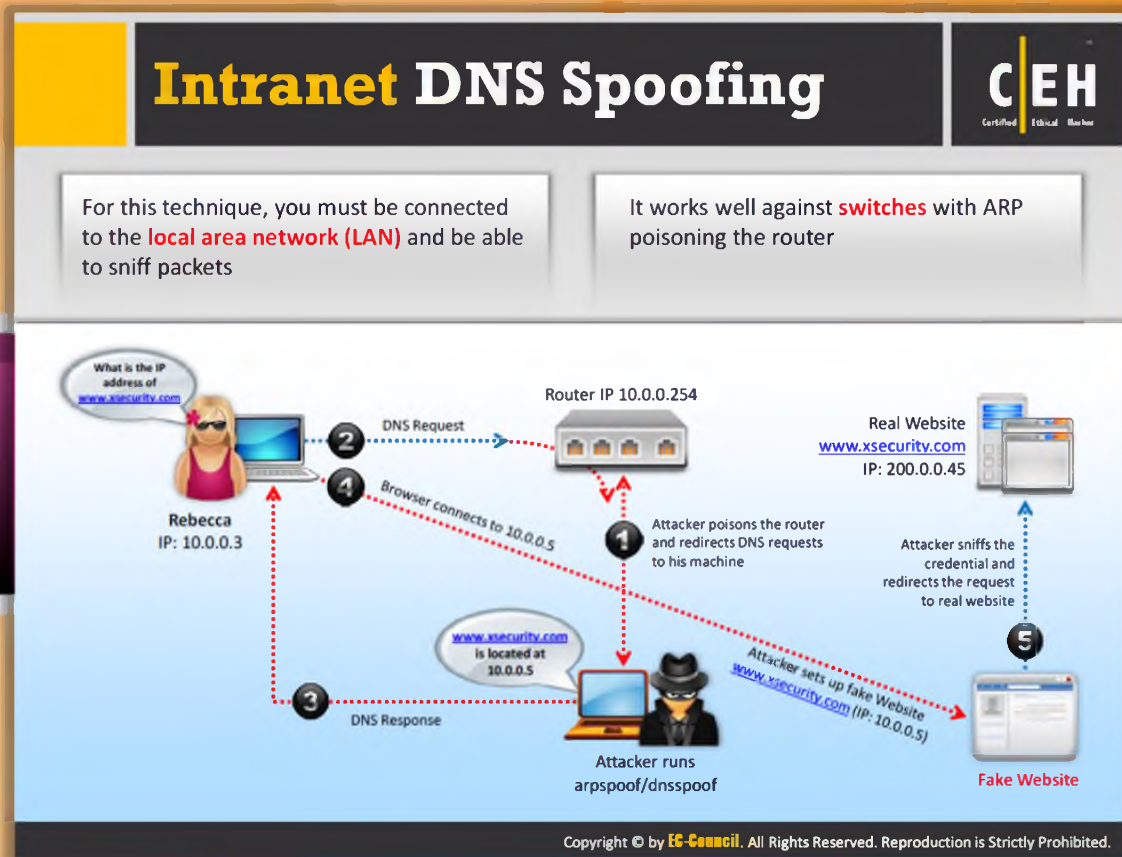 Intranet DNS Spoofing
C EH
Certified Ethical Hacker
For this technique, you must be connected
to the local area network (LAN) and be able
to sniff packets
It works well against switches with ARP
poisoning the router
What is the IP
address of
www.xsecurity.com
Rebecca
IP: 10.0.0.3
2
DNS Request
Router IP 10.0.0.254
Real Website
www.xsecurity.com
IP: 200.0.0.45
4
Browser connects to 10.0.0.5
1
Attacker poisons the router
and redirects DNS requests
to his machine
Attacker sniffs the
credential and
redirects the request
to real website
5
www.xsecurity.com
is located at
10.0.0.5
3
DNS Response
Attacker sets up fake Website
www.xsecurity.com (IP: 10.0.0.5)
Attacker runs
arpspoof/dnsspoof
Fake Website
Copyright © by EC-Council. All Rights Reserved. Reproduction is Strictly Prohibited.